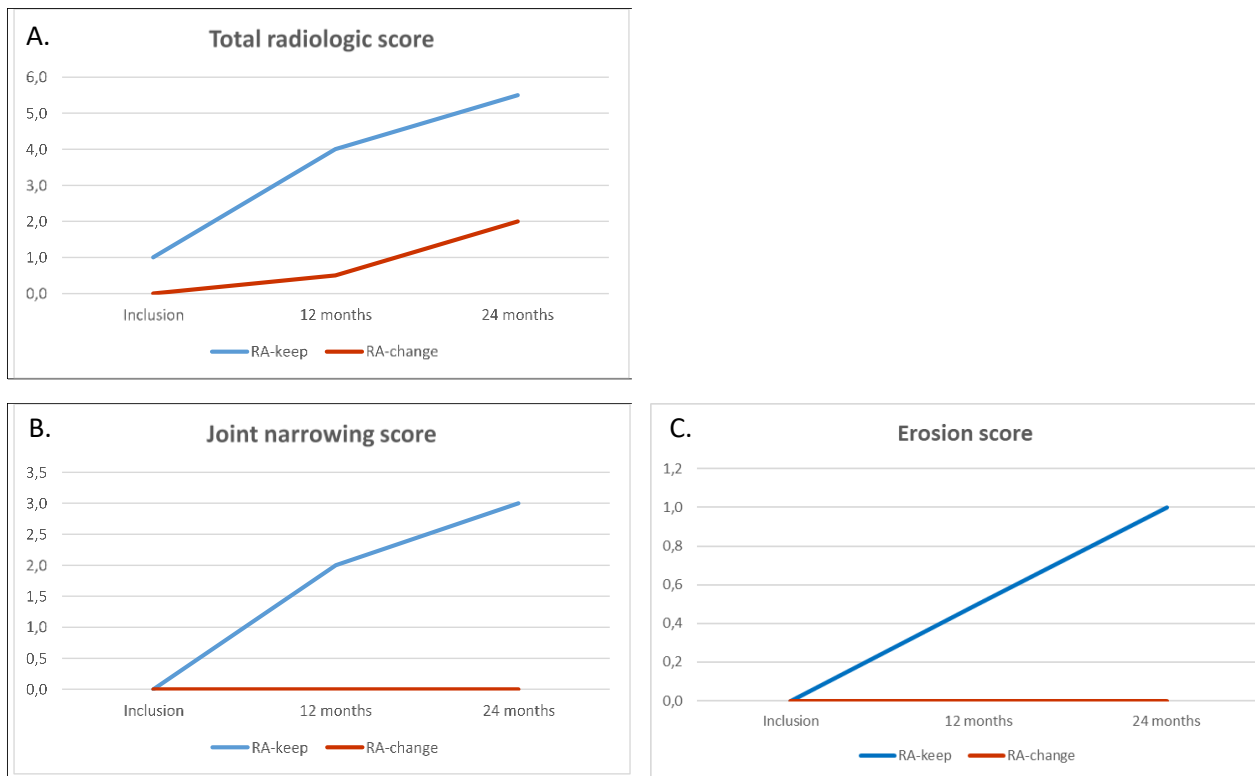 A.
Total radiologic score
6,0
5,0
4,0
3,0
2,0
1,0
0,0
Inclusion 12 months 24 months
RA-keep RA-change
B.
Joint narrowing score
3,5
3,0
2,5
2,0
1,5
1,0
0,5
0,0
Inclusion 12 months 24 months
RA-keep RA-change
C.
Erosion score
1,2
1,0
0,8
0,6
0,4
0,2
0,0
Inclusion 12 months 24 months
RA-keep RA-change